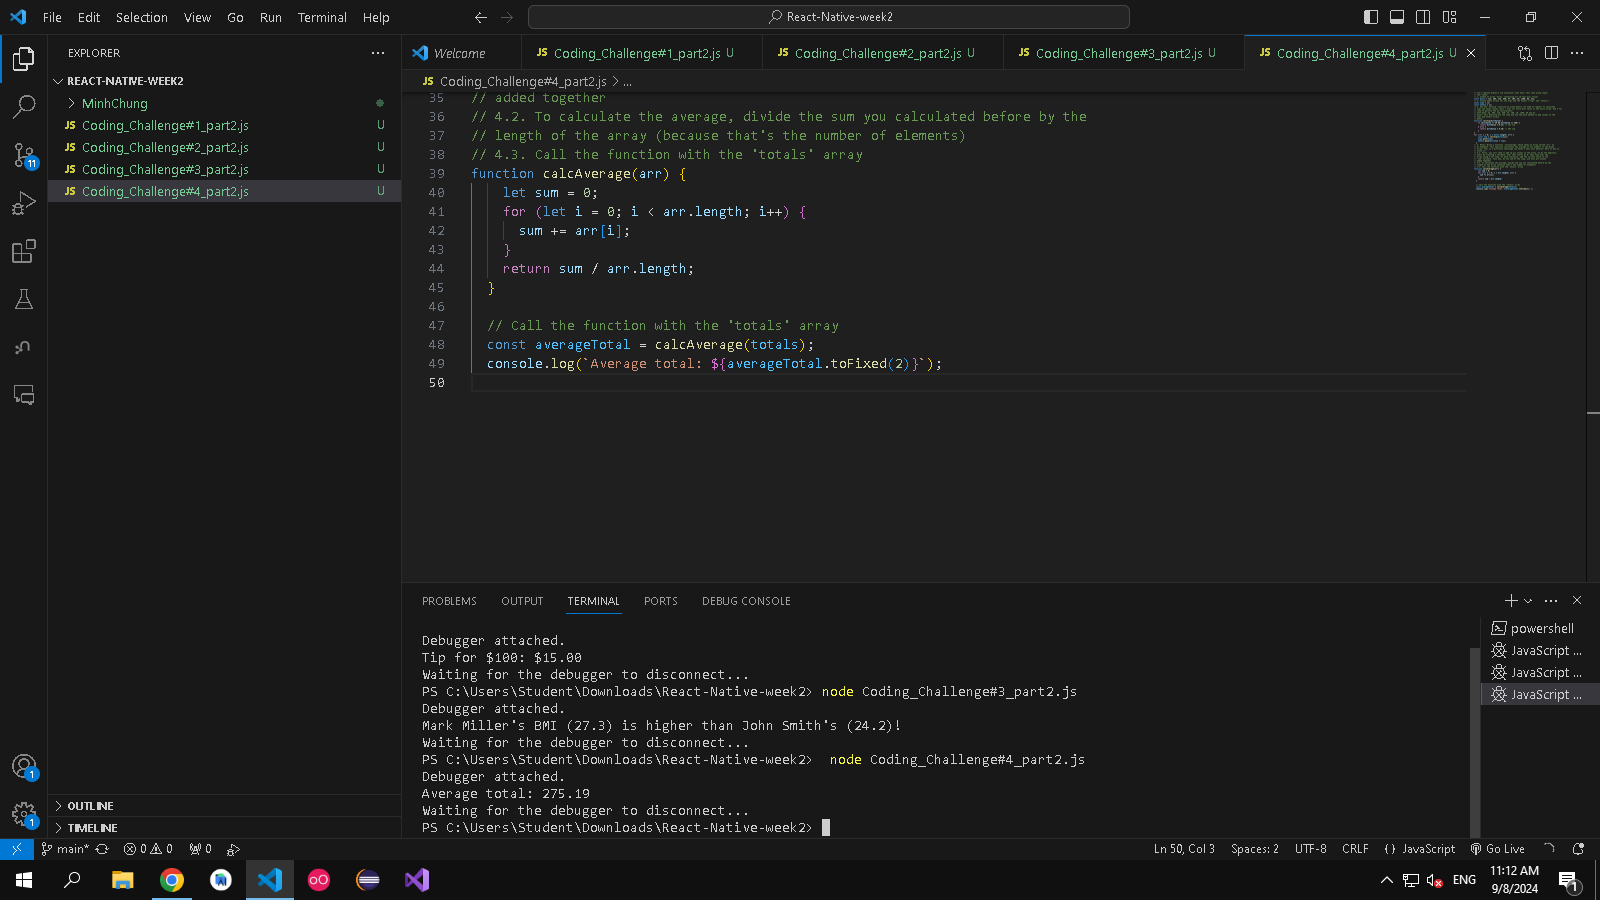 File Edit Selection View Go Run Terminal Help
React-Native-week2
EXPLORER
REACT-NATIVE-WEEK2
MinhChung
JS Coding_Challenge#1_part2.js U
JS Coding_Challenge#2_part2.js U
JS Coding_Challenge#3_part2.js U
JS Coding_Challenge#4_part2.js U
11
1
1
OUTLINE
TIMELINE
Welcome
JS Coding_Challenge#1_part2.js U
JS Coding_Challenge#2_part2.js U
JS Coding_Challenge#3_part2.js U
JS Coding_Challenge#4_part2.js U
JS Coding_Challenge#4_part2.js > ...
35 // added together
36 // 4.2. To calculate the average, divide the sum you calculated before by the
37 // length of the array (because that's the number of elements)
38 // 4.3. Call the function with the 'totals' array
39 function calcAverage(arr) {
40 let sum = 0;
41 for (let i = 0; i < arr.length; i++) {
42 sum += arr[i];
43 }
44 return sum / arr.length;
45 }
46
47 // Call the function with the 'totals' array
48 const averageTotal = calcAverage(totals);
49 console.log(`Average total: ${averageTotal.toFixed(2)}`);
50
PROBLEMS OUTPUT TERMINAL PORTS DEBUG CONSOLE
Debugger attached.
Tip for $100: $15.00
Waiting for the debugger to disconnect...
PS C:\Users\Student\Downloads\React-Native-week2> node Coding_Challenge#3_part2.js
Debugger attached.
Mark Miller's BMI (27.3) is higher than John Smith's (24.2)!
Waiting for the debugger to disconnect...
PS C:\Users\Student\Downloads\React-Native-week2> node Coding_Challenge#4_part2.js
Debugger attached.
Average total: 275.19
Waiting for the debugger to disconnect...
PS C:\Users\Student\Downloads\React-Native-week2>
powershell
JavaScript ...
JavaScript ...
JavaScript ...
main* 0 0 0
Ln 50, Col 3 Spaces: 2 UTF-8 CRLF {} JavaScript Go Live
ENG
11:12 AM
9/8/2024
1